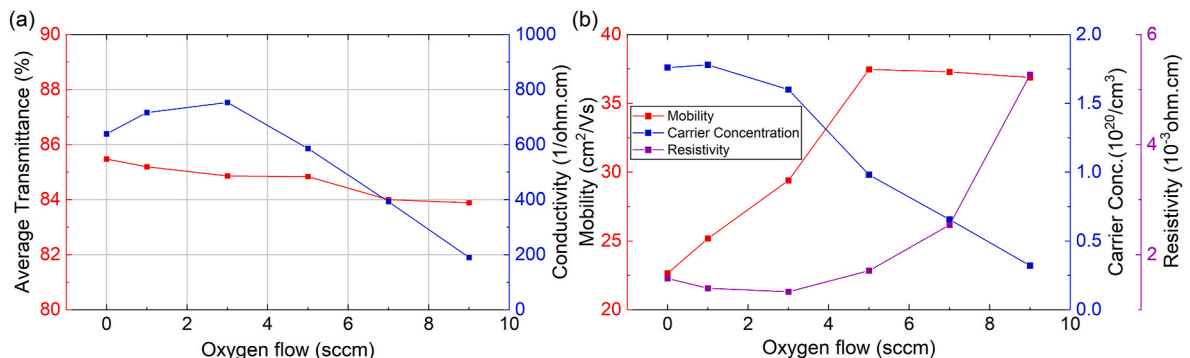 (a)
90
88
86
84
82
80
Average Transmittance (%)
1000
800
600
400
200
0
Conductivity (1/ohm.cm)
0 2 4 6 8 10
Oxygen flow (sccm)
(b)
40
35
30
25
20
Mobility (cm²/Vs)
Mobility
Carrier Concentration
Resistivity
2.0
1.5
1.0
0.5
0.0
Carrier Conc.(10²⁰/cm³)
6
4
2
Resistivity (10⁻³ohm.cm)
0 2 4 6 8 10
Oxygen flow (sccm)